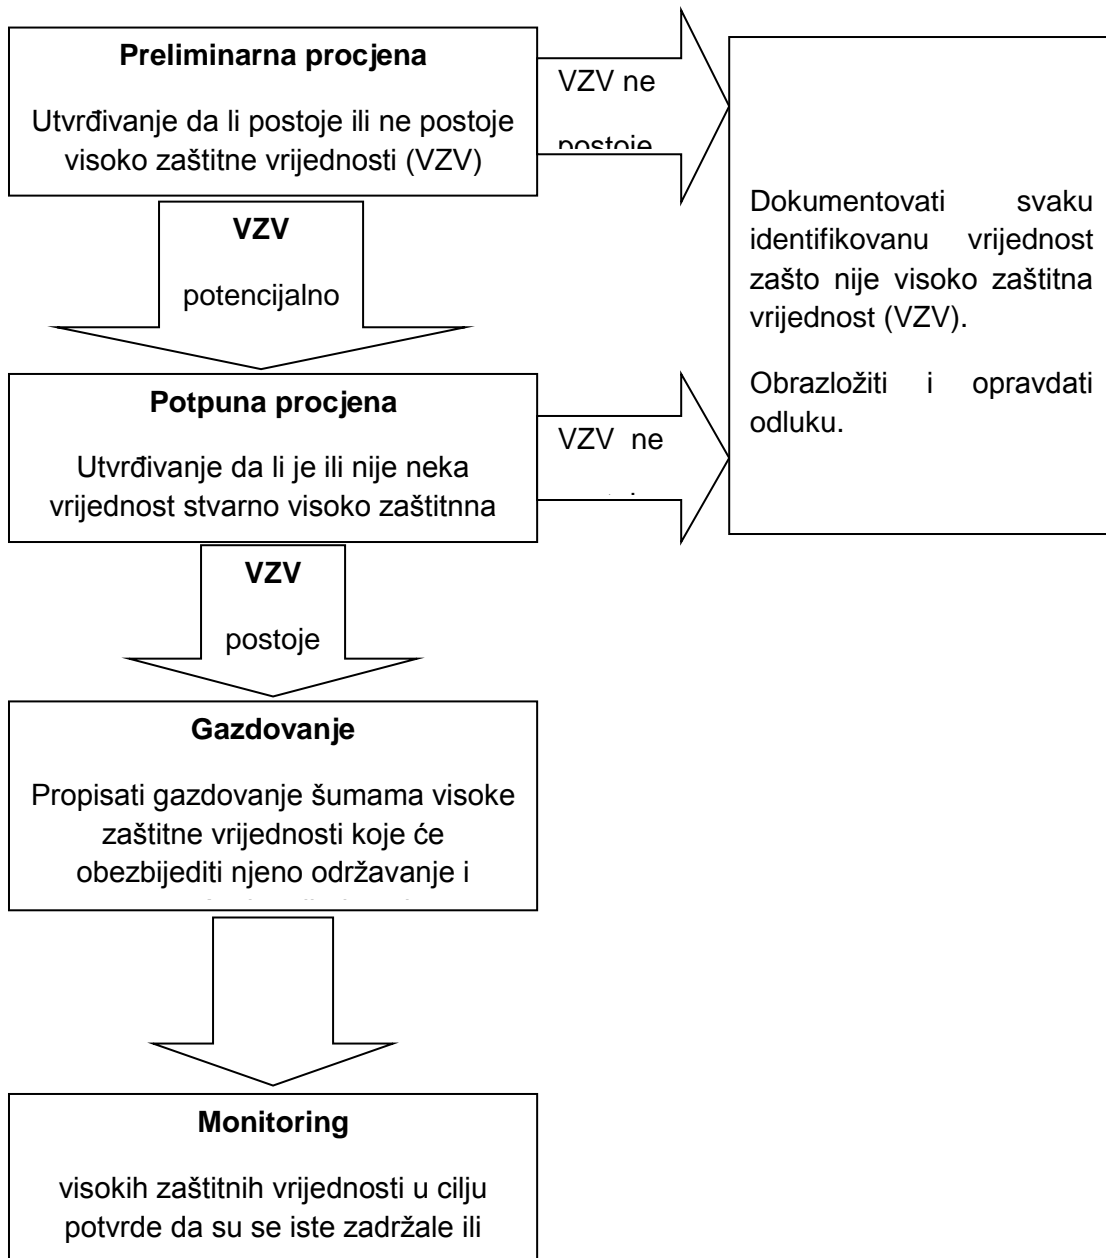 Preliminarna procjena
Utvrđivanje da li postoje ili ne postoje
visoko zaštitne vrijednosti (VZV)
VZV ne
postoje
Dokumentovati svaku
identifikovanu vrijednost
zašto nije visoko zaštitna
vrijednost (VZV).
Obrazložiti i opravdati
odluku.
VZV
potencijalno
Potpuna procjena
Utvrđivanje da li je ili nije neka
vrijednost stvarno visoko zaštitnna
VZV ne
VZV
postoje
Gazdovanje
Propisati gazdovanje šumama visoke
zaštitne vrijednosti koje će
obezbijediti njeno održavanje i
Monitoring
visokih zaštitnih vrijednosti u cilju
potvrde da su se iste zadržale ili